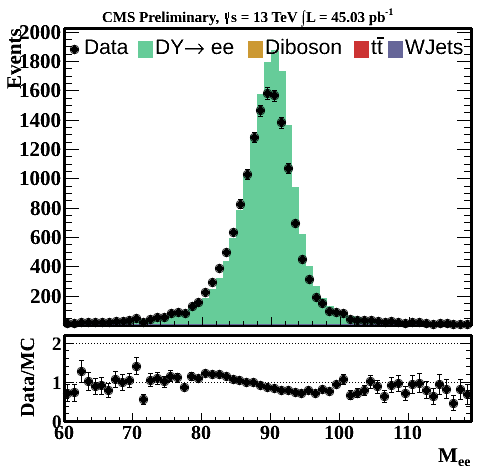 CMS Preliminary, √s = 13 TeV ∫L = 45.03 pb⁻¹
Events
2000
1800
1600
1400
1200
1000
800
600
400
200
Data DY→ ee Diboson tt̄ WJets
Data/MC
2
1
0
60 70 80 90 100 110
Mee